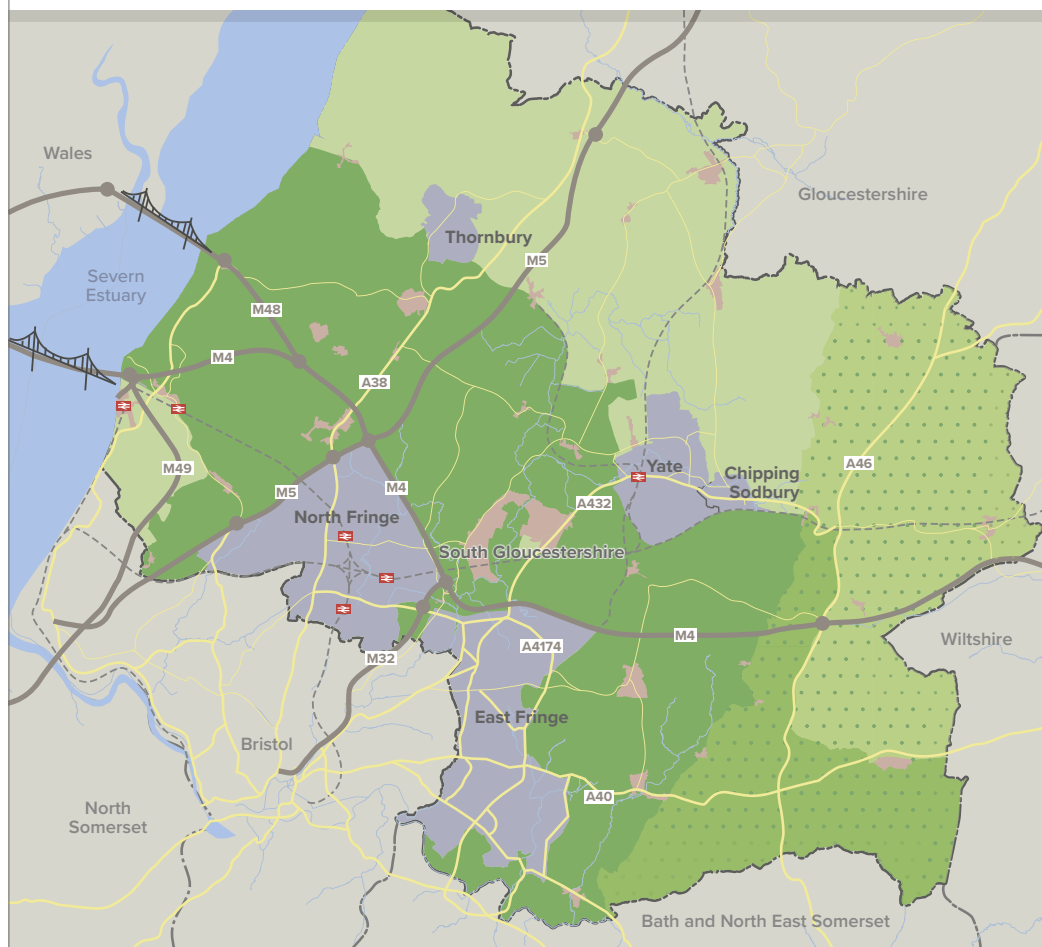 Wales
Gloucestershire
Thornbury
M5
Severn
Estuary
M48
M4
A38
A46
M49
Yate
Chipping
Sodbury
M5
M4
A432
North Fringe
South Gloucestershire
M4
Wiltshire
A4174
M32
East Fringe
Bristol
A40
North
Somerset
Bath and North East Somerset